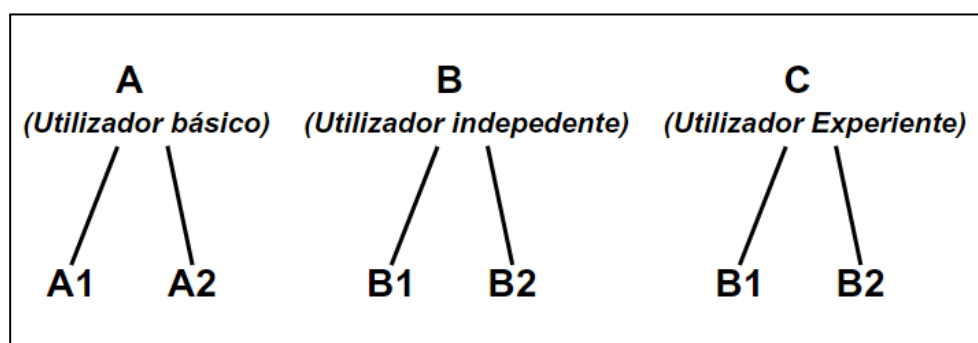 A B C
(Utilizador básico) (Utilizador indepedente) (Utilizador Experiente)
A1 A2 B1 B2 B1 B2